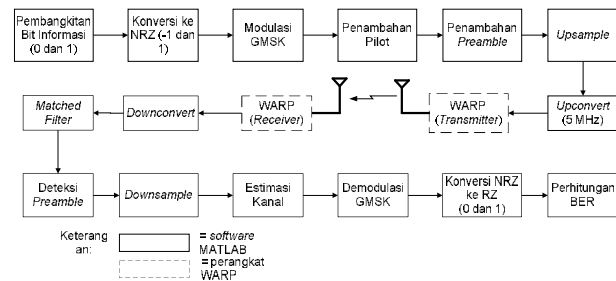 Pembangkitan
Bit Informasi
(0 dan 1)
Konversi ke
NRZ (-1 dan
1)
Modulasi
GMSK
Penambahan
Pilot
Penambahan
Preamble
Upsample
Matched
Filter
Downconvert
WARP
(Receiver)
WARP
(Transmitter)
Upconvert
(5 MHz)
Deteksi
Preamble
Downsample
Estimasi
Kanal
Demodulasi
GMSK
Konversi NRZ
ke RZ
(0 dan 1)
Perhitungan
BER
Keterang
an:
= software
MATLAB
= perangkat
WARP